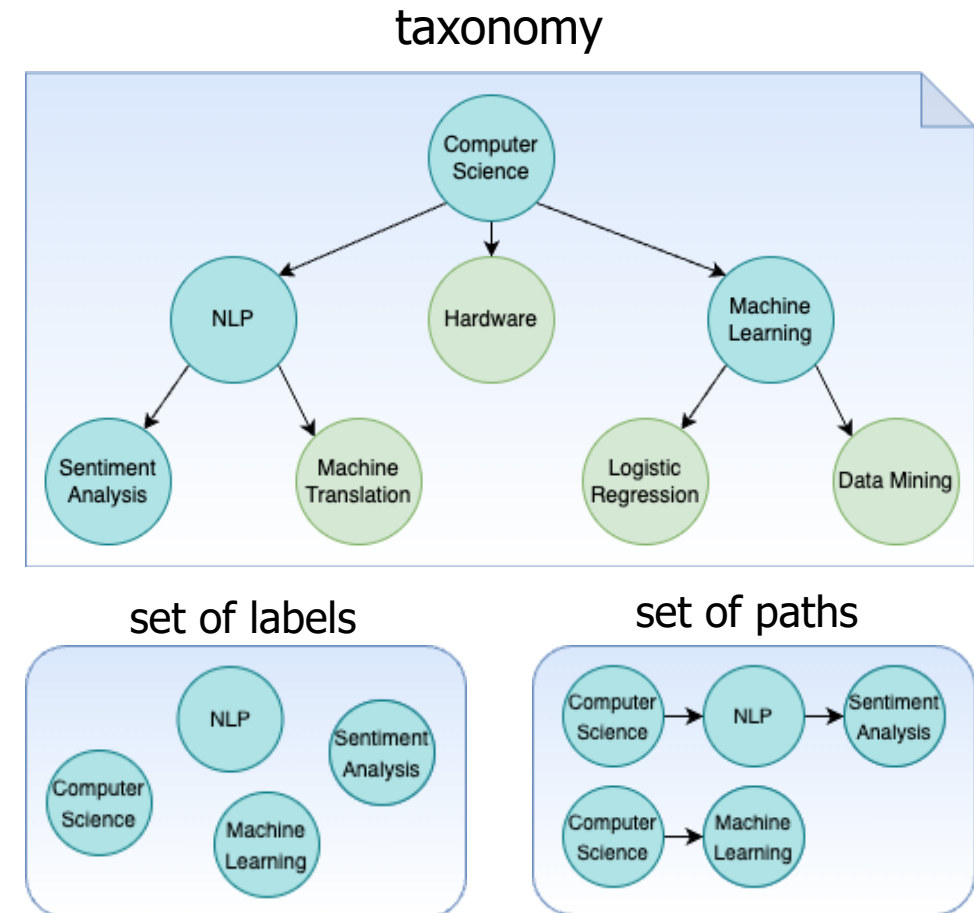 taxonomy
Computer
Science
NLP
Hardware
Machine
Learning
Sentiment
Analysis
Machine
Translation
Logistic
Regression
Data Mining
set of labels
set of paths
NLP
Sentiment
Analysis
Computer
Science
Machine
Learning
Computer
Science
NLP
Sentiment
Analysis
Computer
Science
Machine
Learning